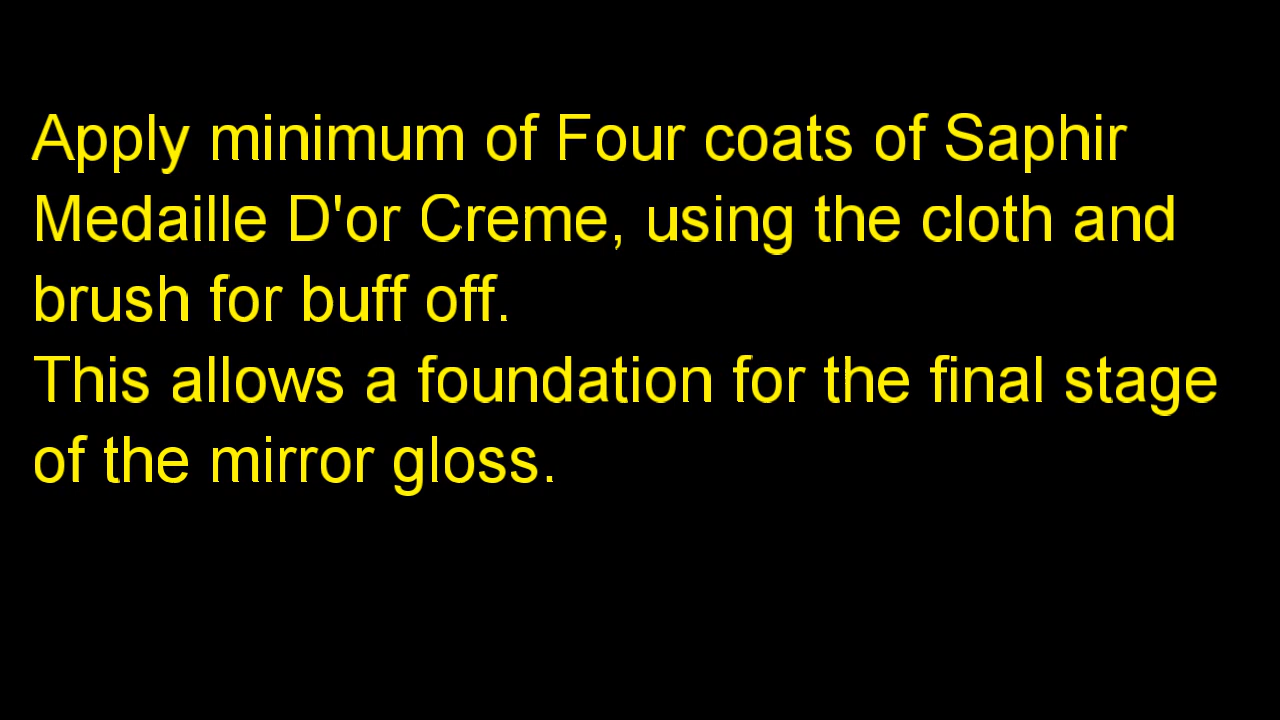 Apply minimum of Four coats of Saphir
Medaille D'or Creme, using the cloth and
brush for buff off.
This allows a foundation for the final stage
of the mirror gloss.